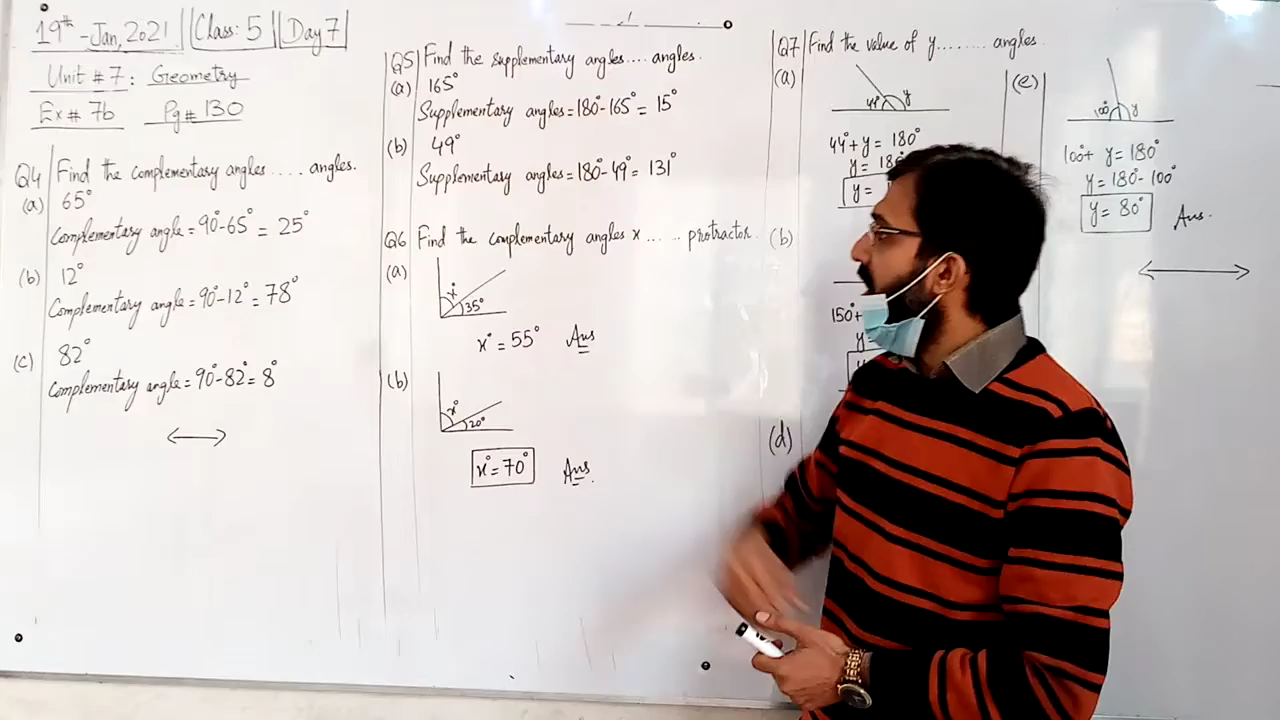 19th - Jan, 2021 Class: 5 Day 7
Unit # 7: Geometry
Ex # 7b Pg # 130
Q4 Find the complementary angles .... angles.
(a) 65°
Complementary angle = 90°-65° = 25°
(b) 12°
Complementary angle = 90°-12° = 78°
(c) 82°
Complementary angle = 90°-82° = 8°
Q5 Find the supplementary angles .... angles.
(a) 165°
Supplementary angles = 180°-165° = 15°
(b) 49°
Supplementary angles = 180°-49° = 131°
Q6 Find the complementary angles x ...... protractor.
(a)
x° 35°
x° = 55° Ans
(b)
x° 20°
x° = 70° Ans.
Q7 Find the value of y ........ angles.
(a)
44° y
44° + y = 180°
y = 18
y =
(b)
150°+
y
(d)
(e)
100° y
100° + y = 180°
y = 180° - 100°
y = 80° Ans.